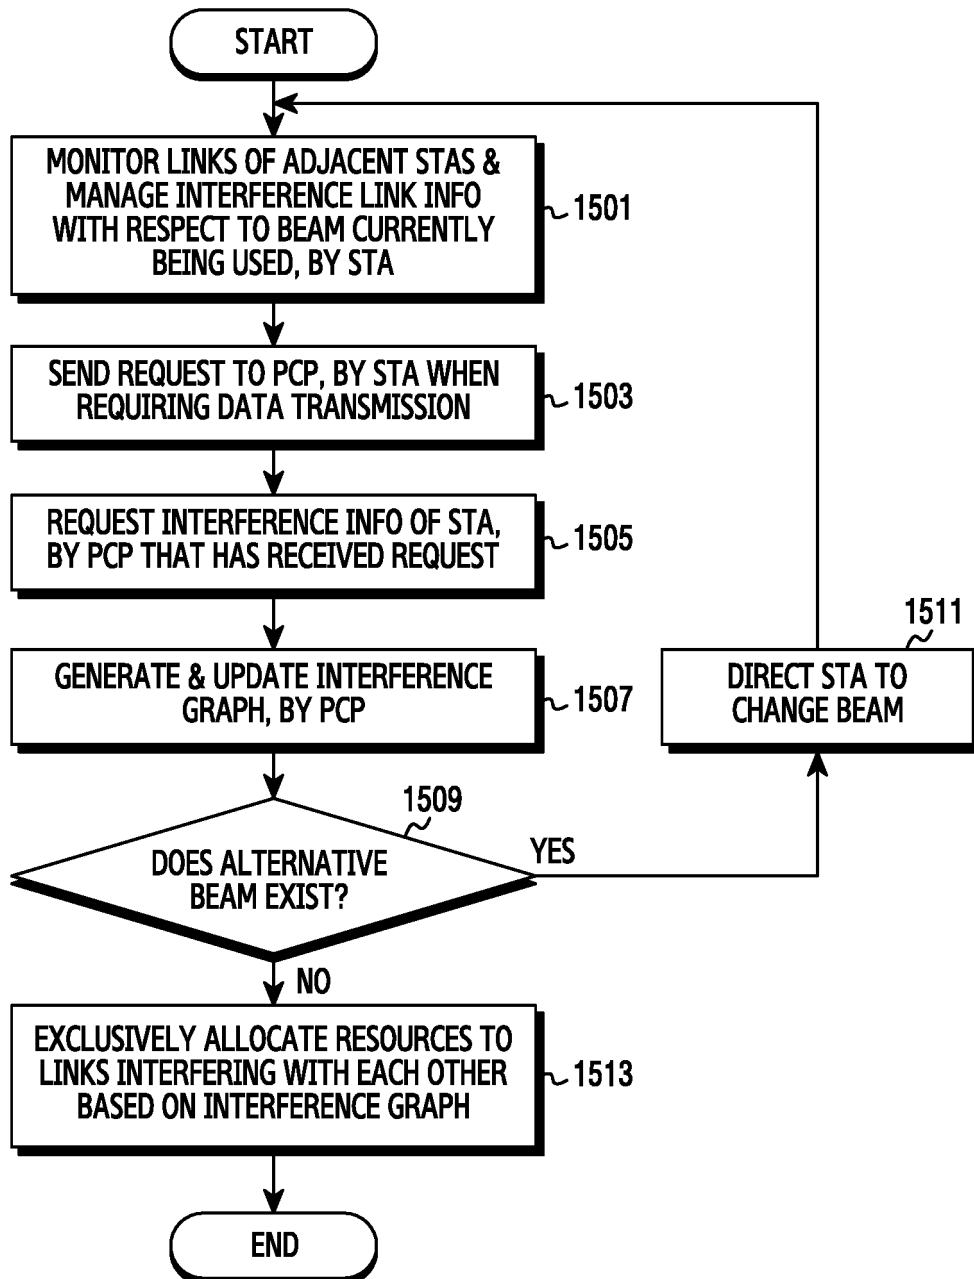 START
MONITOR LINKS OF ADJACENT STAS &
MANAGE INTERFERENCE LINK INFO
WITH RESPECT TO BEAM CURRENTLY
BEING USED, BY STA
1501
SEND REQUEST TO PCP, BY STA WHEN
REQUIRING DATA TRANSMISSION
1503
REQUEST INTERFERENCE INFO OF STA,
BY PCP THAT HAS RECEIVED REQUEST
1505
GENERATE & UPDATE INTERFERENCE
GRAPH, BY PCP
1507
1511
DIRECT STA TO
CHANGE BEAM
1509
DOES ALTERNATIVE
BEAM EXIST?
YES
NO
EXCLUSIVELY ALLOCATE RESOURCES TO
LINKS INTERFERING WITH EACH OTHER
BASED ON INTERFERENCE GRAPH
1513
END